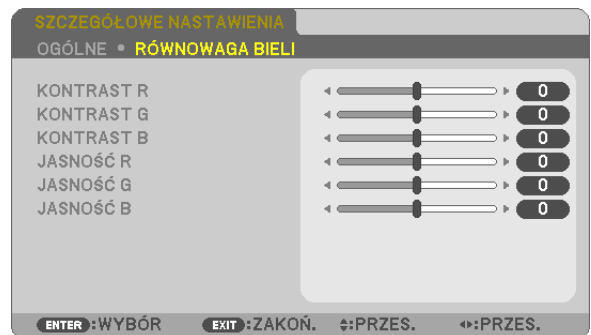 SZCZEGÓŁOWE NASTAWIENIA
OGÓLNE • RÓWNOWAGA BIELI
KONTRAST R 0
KONTRAST G 0
KONTRAST B 0
JASNOŚĆ R 0
JASNOŚĆ G 0
JASNOŚĆ B 0
ENTER :WYBÓR EXIT :ZAKOŃ. :PRZES. :PRZES.